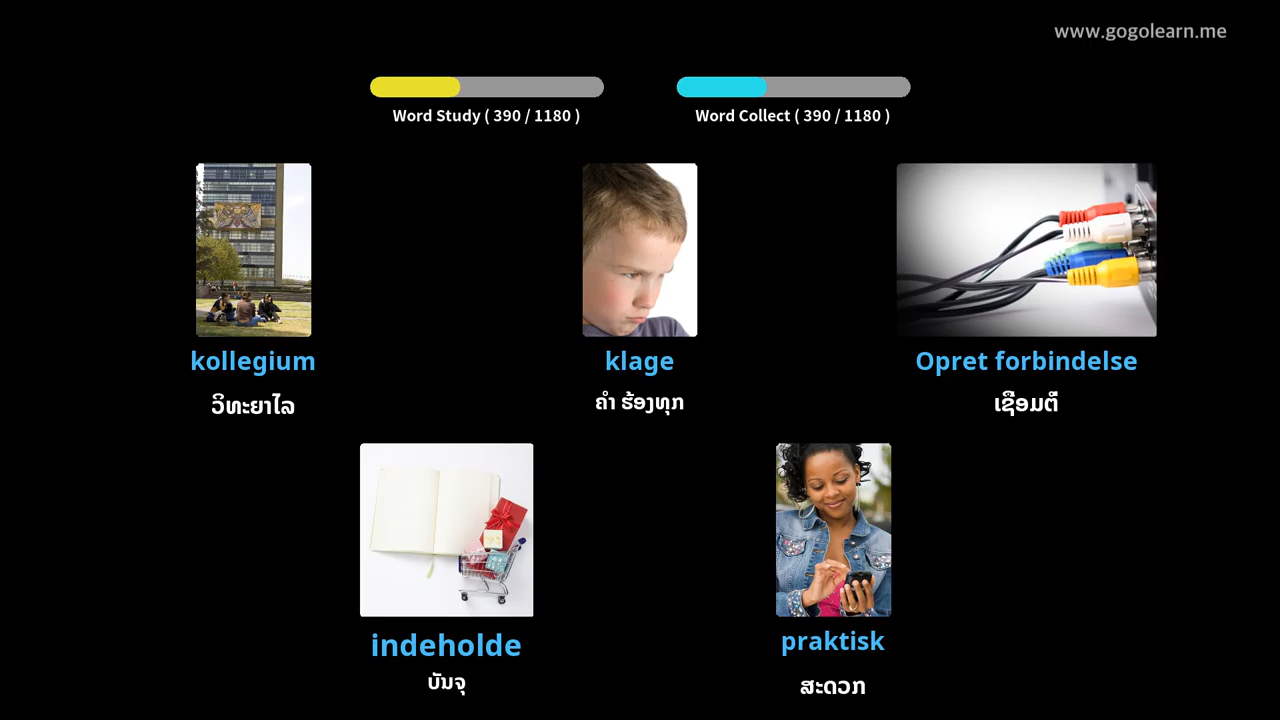 www.gogolearn.me
Word Study ( 390 / 1180 )
Word Collect ( 390 / 1180 )
kollegium
ວິທະຍາໄລ
klage
ຄໍາ ຮ້ອງທຸກ
Opret forbindelse
ເຊື່ອມຕໍ່
indeholde
ບັນຈຸ
praktisk
ສະດວກ